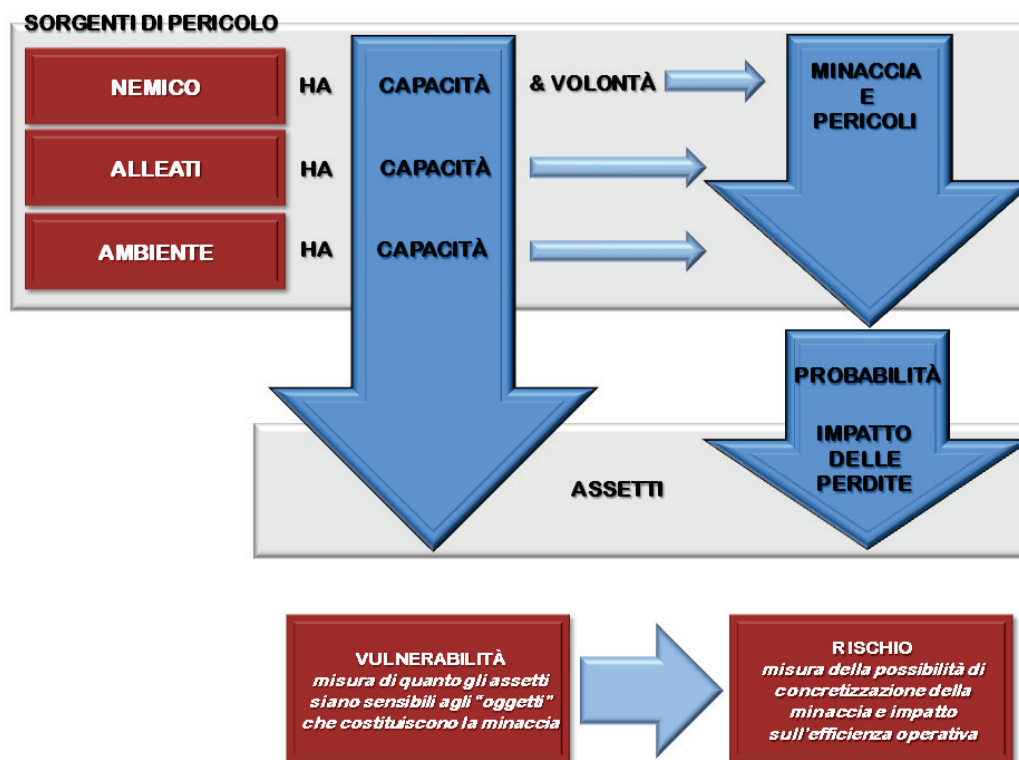 SORGENTI DI PERICOLO
NEMICO HA CAPACITÀ & VOLONTÀ
MINACCIA
E
PERICOLI
ALLEATI HA CAPACITÀ
AMBIENTE HA CAPACITÀ
PROBABILITÀ
IMPATTO
DELLE
PERDITE
ASSETTI
VULNERABILITÀ
misura di quanto gli assetti
siano sensibili agli "oggetti"
che costituiscono la minaccia
RISCHIO
misura della possibilità di
concretizzazione della
minaccia e impatto
sull'efficienza operativa